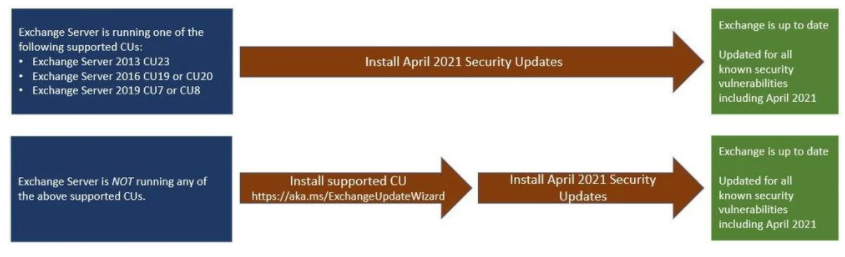 Exchange Server is running one of the
following supported CUs:
• Exchange Server 2013 CU23
• Exchange Server 2016 CU19 or CU20
• Exchange Server 2019 CU7 or CU8
Install April 2021 Security Updates
Exchange is up to date
Updated for all
known security
vulnerabilities
including April 2021
Exchange Server is NOT running any of
the above supported CUs.
Install supported CU
https://aka.ms/ExchangeUpdateWizard
Install April 2021 Security
Updates
Exchange is up to date
Updated for all
known security
vulnerabilities
including April 2021